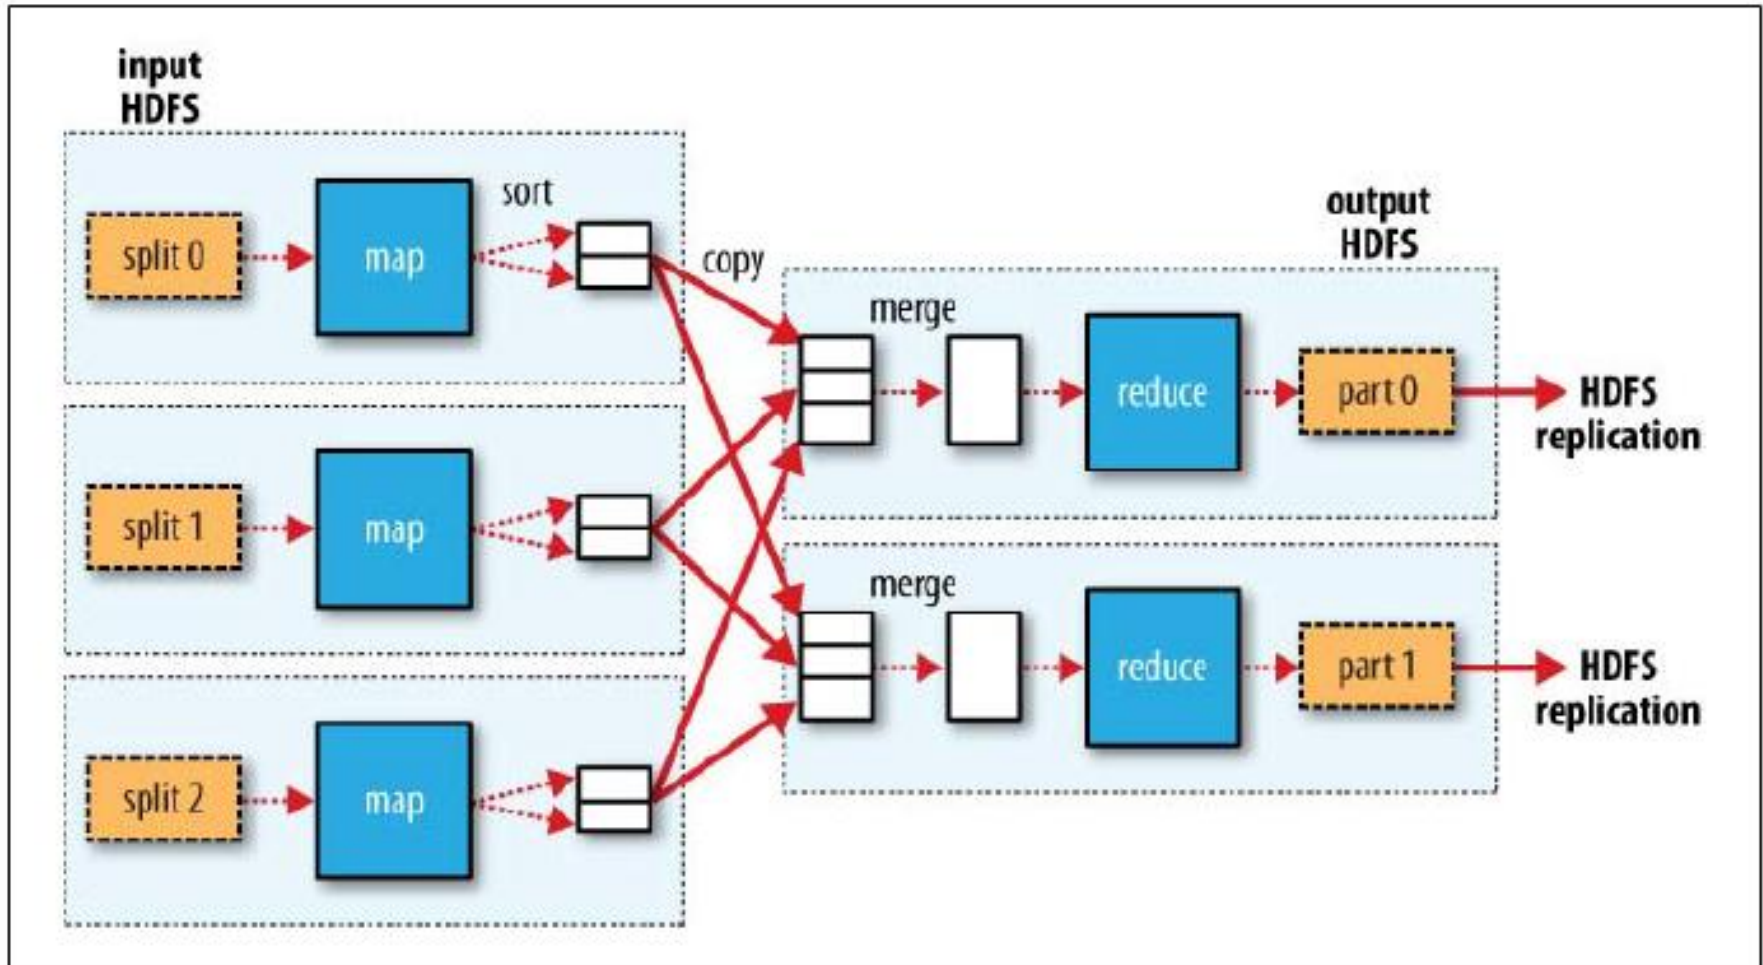 input
HDFS
sort
split 0
map
copy
output
HDFS
merge
reduce
part 0
HDFS
replication
split 1
map
merge
reduce
part 1
HDFS
replication
split 2
map